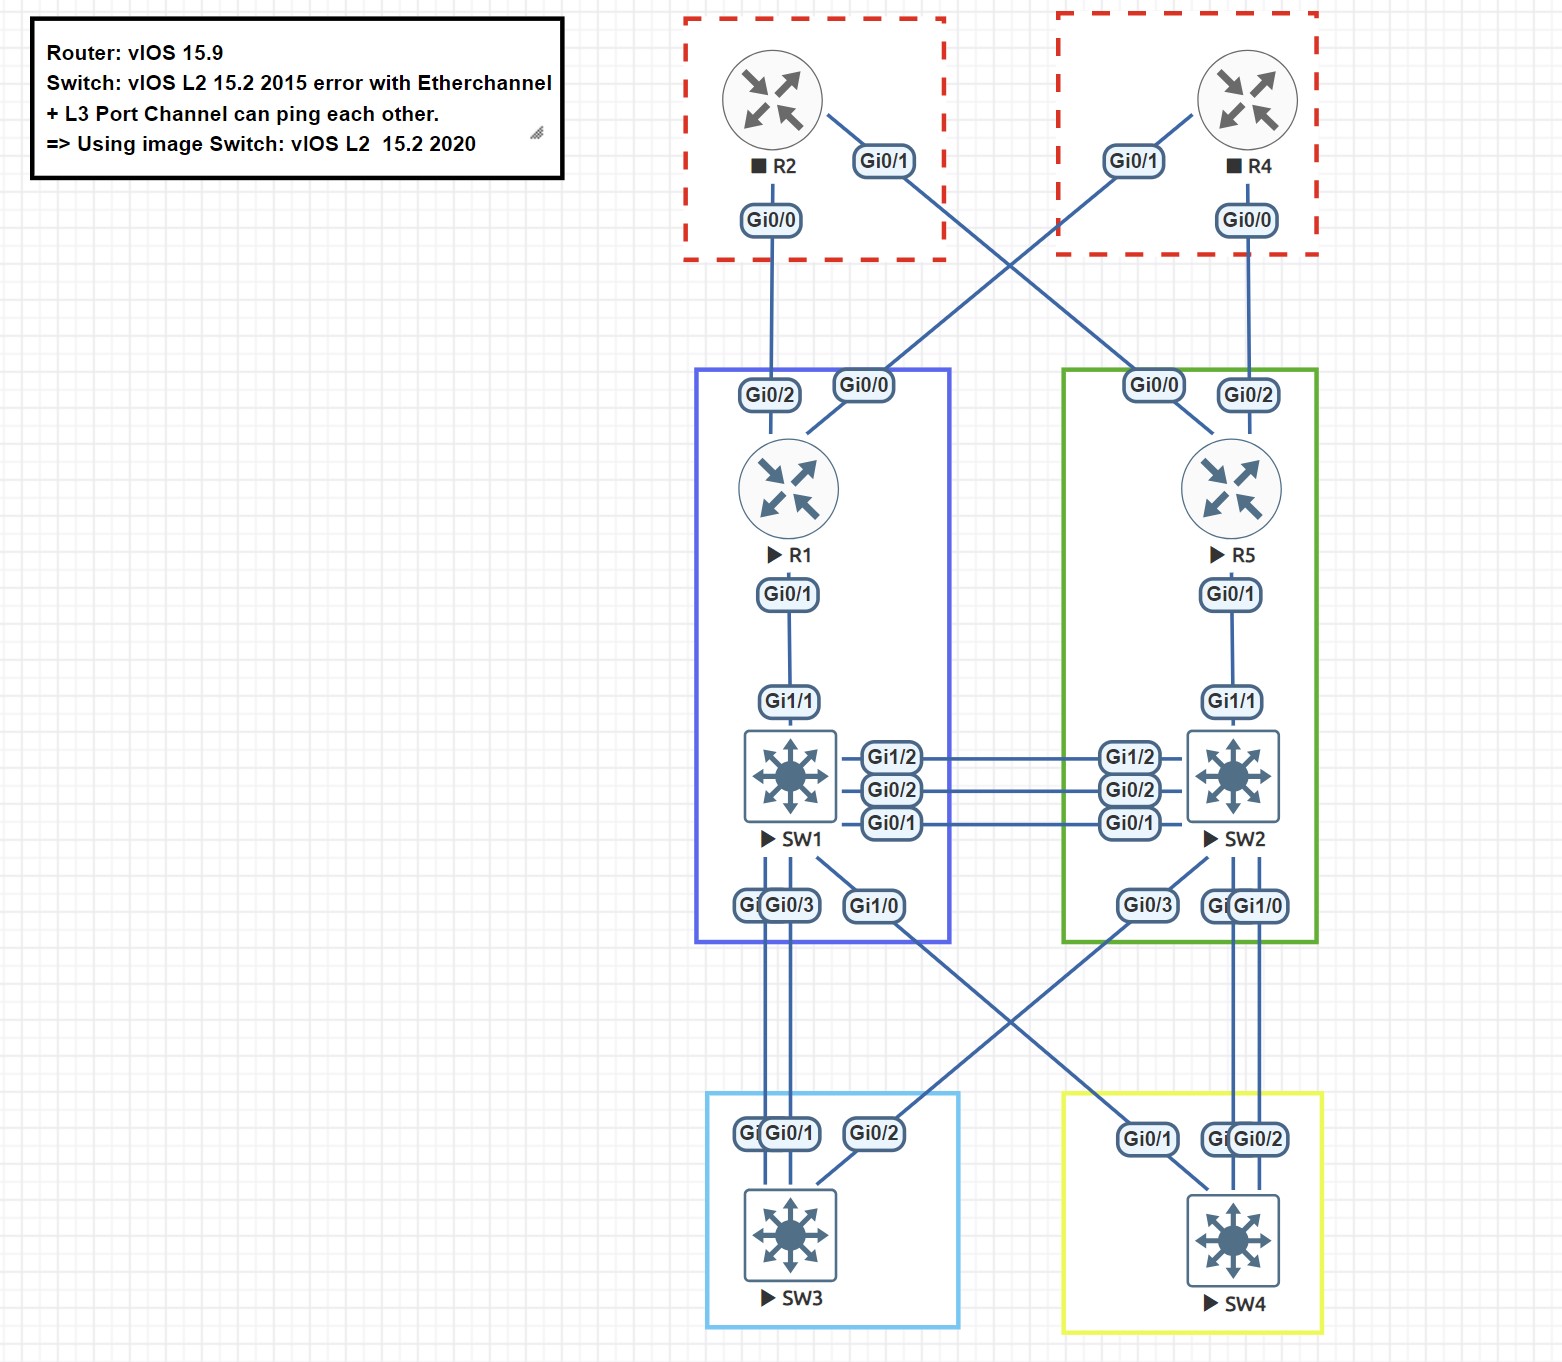 Router: vIOS 15.9
Switch: vIOS L2 15.2 2015 error with Etherchannel
+ L3 Port Channel can ping each other.
=> Using image Switch: vIOS L2  15.2 2020
R2
R4
Gi0/1
Gi0/1
Gi0/0
Gi0/0
Gi0/2
Gi0/0
Gi0/0
Gi0/2
R1
R5
Gi0/1
Gi0/1
Gi1/1
Gi1/1
Gi1/2
Gi1/2
Gi0/2
Gi0/2
Gi0/1
Gi0/1
SW1
SW2
Gi0/3
Gi1/0
Gi0/3
Gi1/0
Gi0/1
Gi0/2
Gi0/1
Gi0/2
SW3
SW4